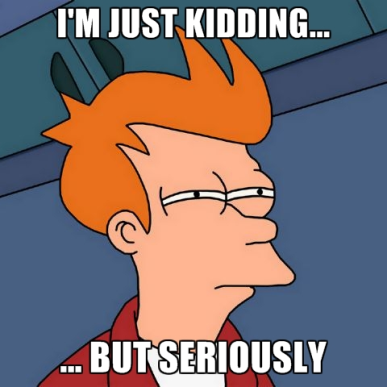 I'M JUST KIDDING...
... BUT SERIOUSLY